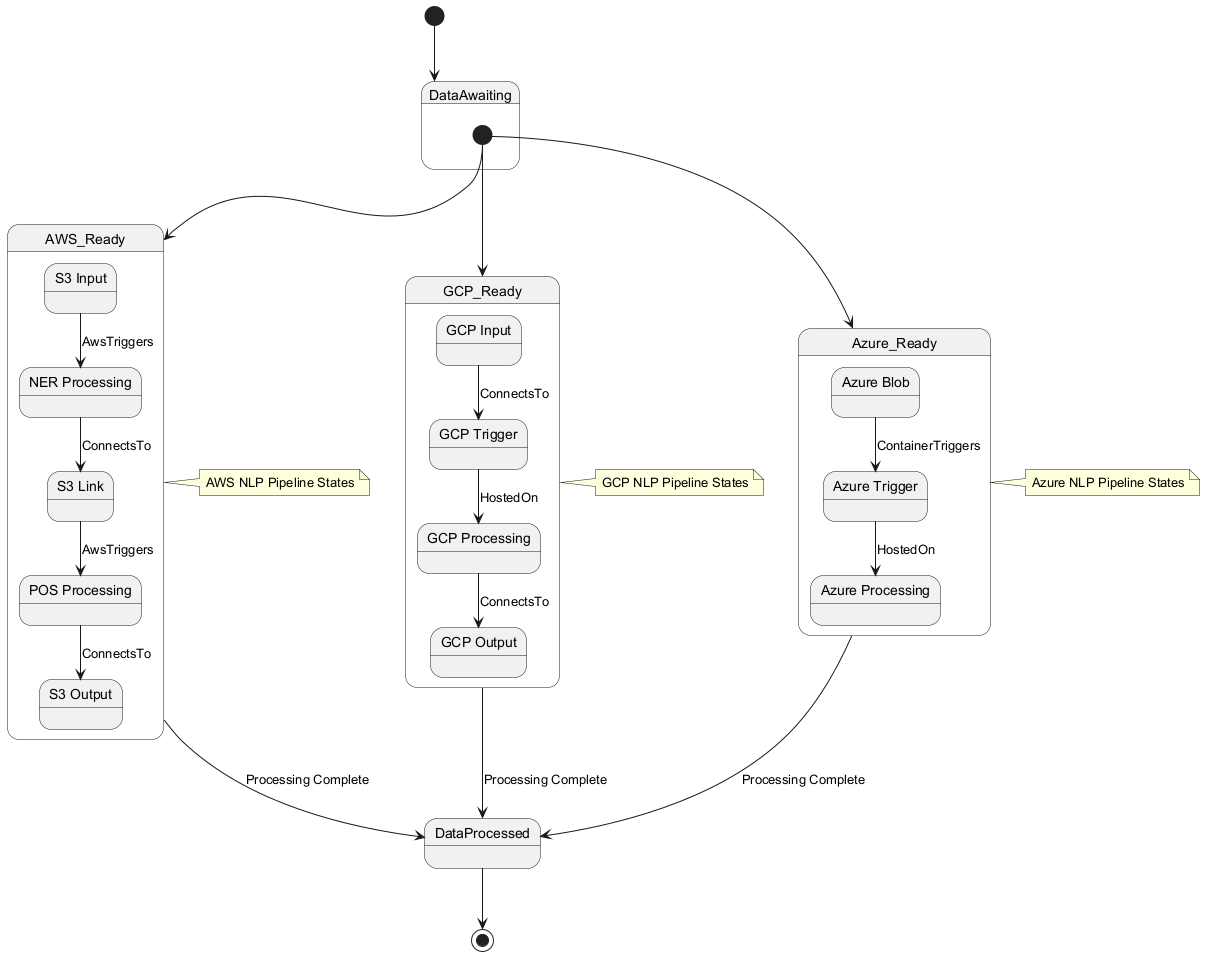 DataAwaiting
AWS_Ready
S3 Input
AwsTriggers
NER Processing
ConnectsTo
S3 Link
AwsTriggers
POS Processing
ConnectsTo
S3 Output
AWS NLP Pipeline States
GCP_Ready
GCP Input
ConnectsTo
GCP Trigger
HostedOn
GCP Processing
ConnectsTo
GCP Output
GCP NLP Pipeline States
Azure_Ready
Azure Blob
ContainerTriggers
Azure Trigger
HostedOn
Azure Processing
Azure NLP Pipeline States
Processing Complete
Processing Complete
Processing Complete
DataProcessed